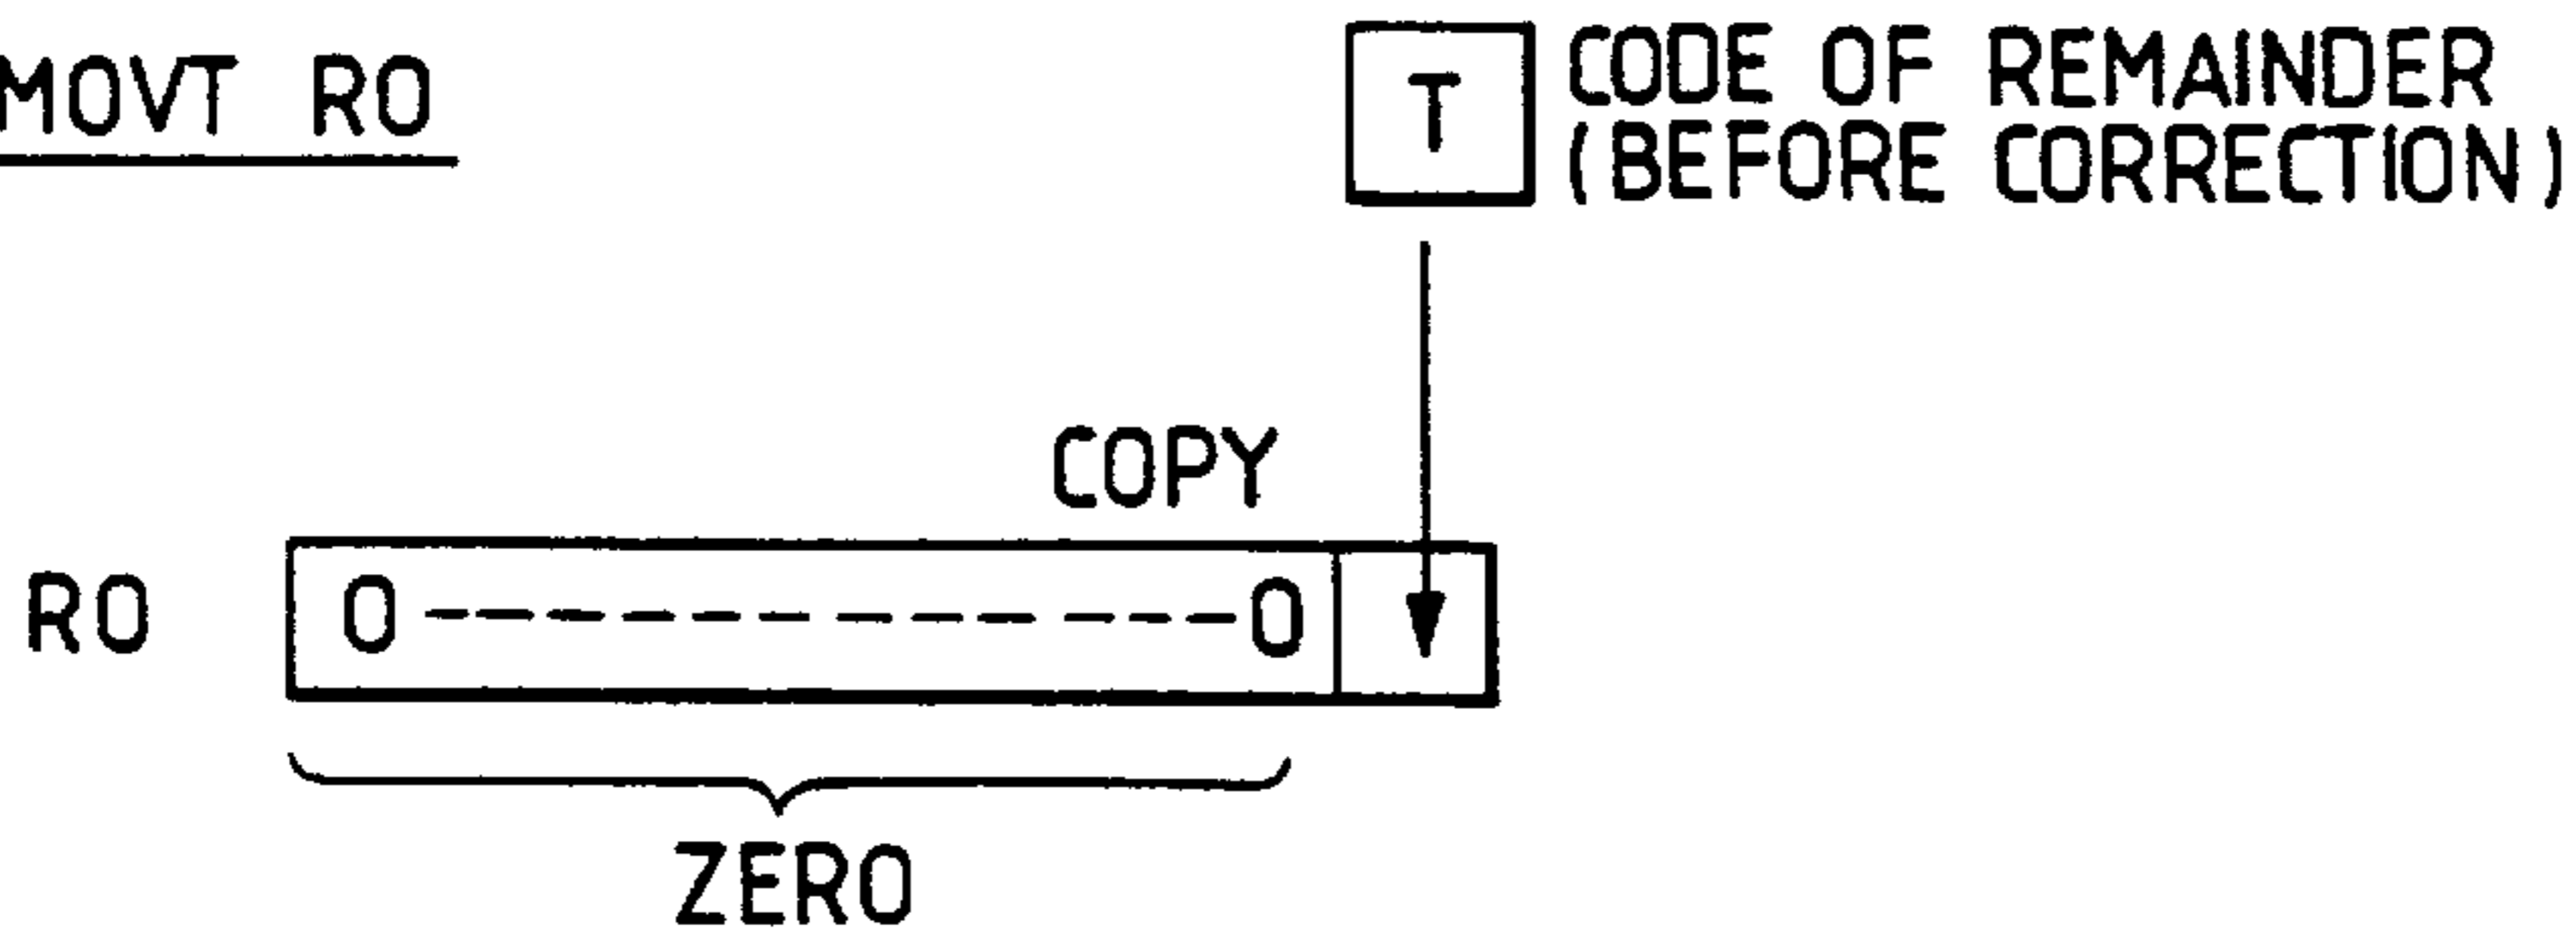 MOVT R0
T
CODE OF REMAINDER
(BEFORE CORRECTION)
COPY
R0
0 ----------- 0
ZERO